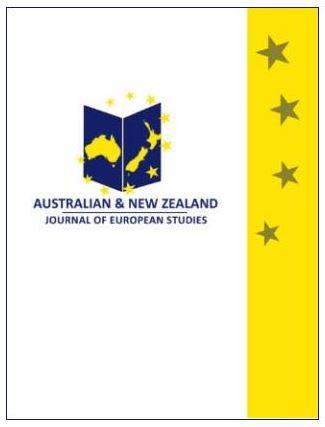 AUSTRALIAN & NEW ZEALAND
JOURNAL OF EUROPEAN STUDIES